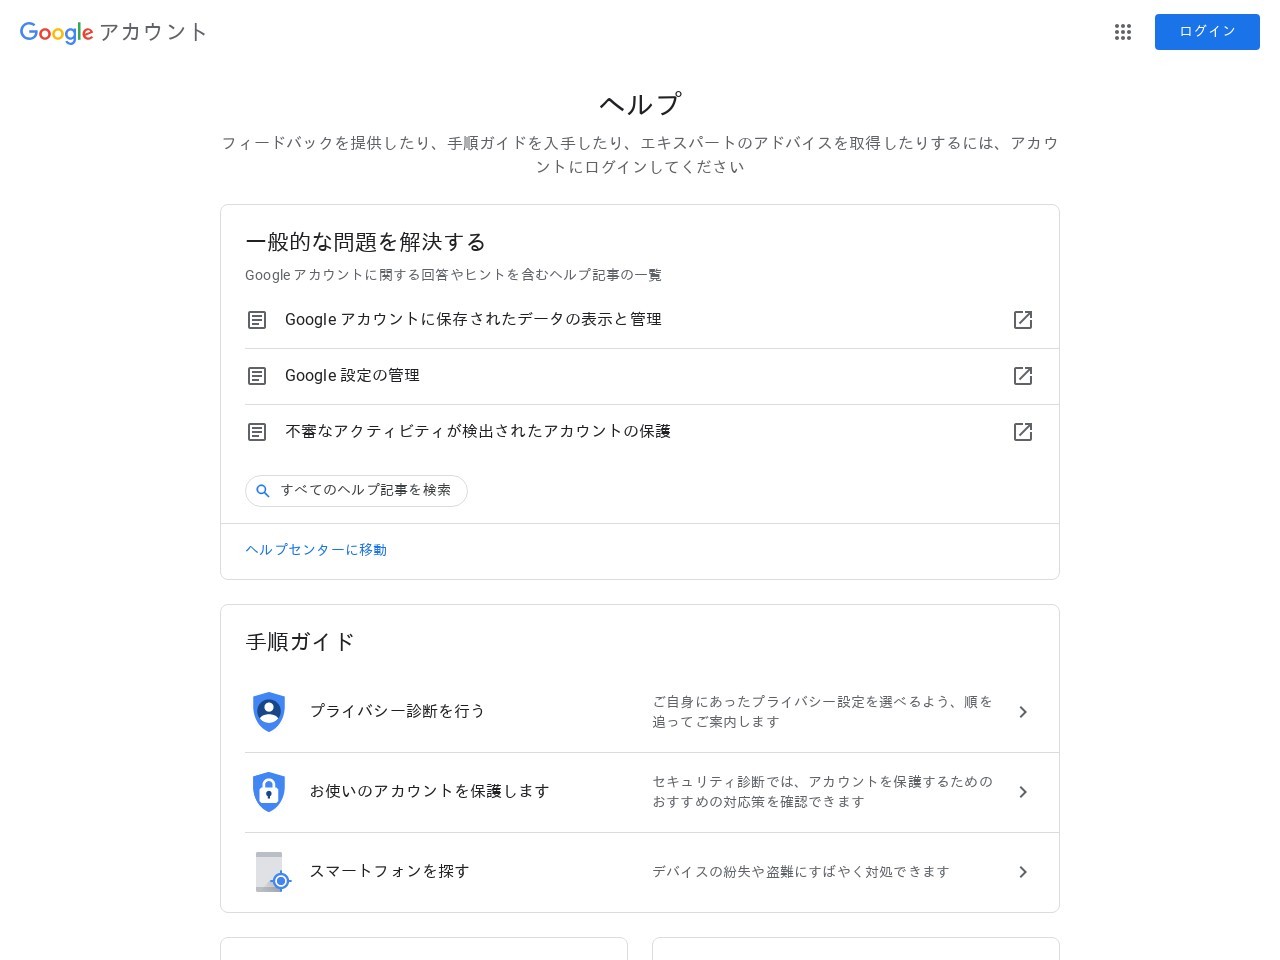 Google アカウント
ログイン
ヘルプ
フィードバックを提供したり、手順ガイドを入手したり、エキスパートのアドバイスを取得したりするには、アカウ
ントにログインしてください
一般的な問題を解決する
Google アカウントに関する回答やヒントを含むヘルプ記事の一覧
Google アカウントに保存されたデータの表示と管理
Google 設定の管理
不審なアクティビティが検出されたアカウントの保護
すべてのヘルプ記事を検索
ヘルプセンターに移動
手順ガイド
プライバシー診断を行う
ご自身にあったプライバシー設定を選べるよう、順を
追ってご案内します
お使いのアカウントを保護します
セキュリティ診断では、アカウントを保護するための
おすすめの対応策を確認できます
スマートフォンを探す
デバイスの紛失や盗難にすばやく対処できます